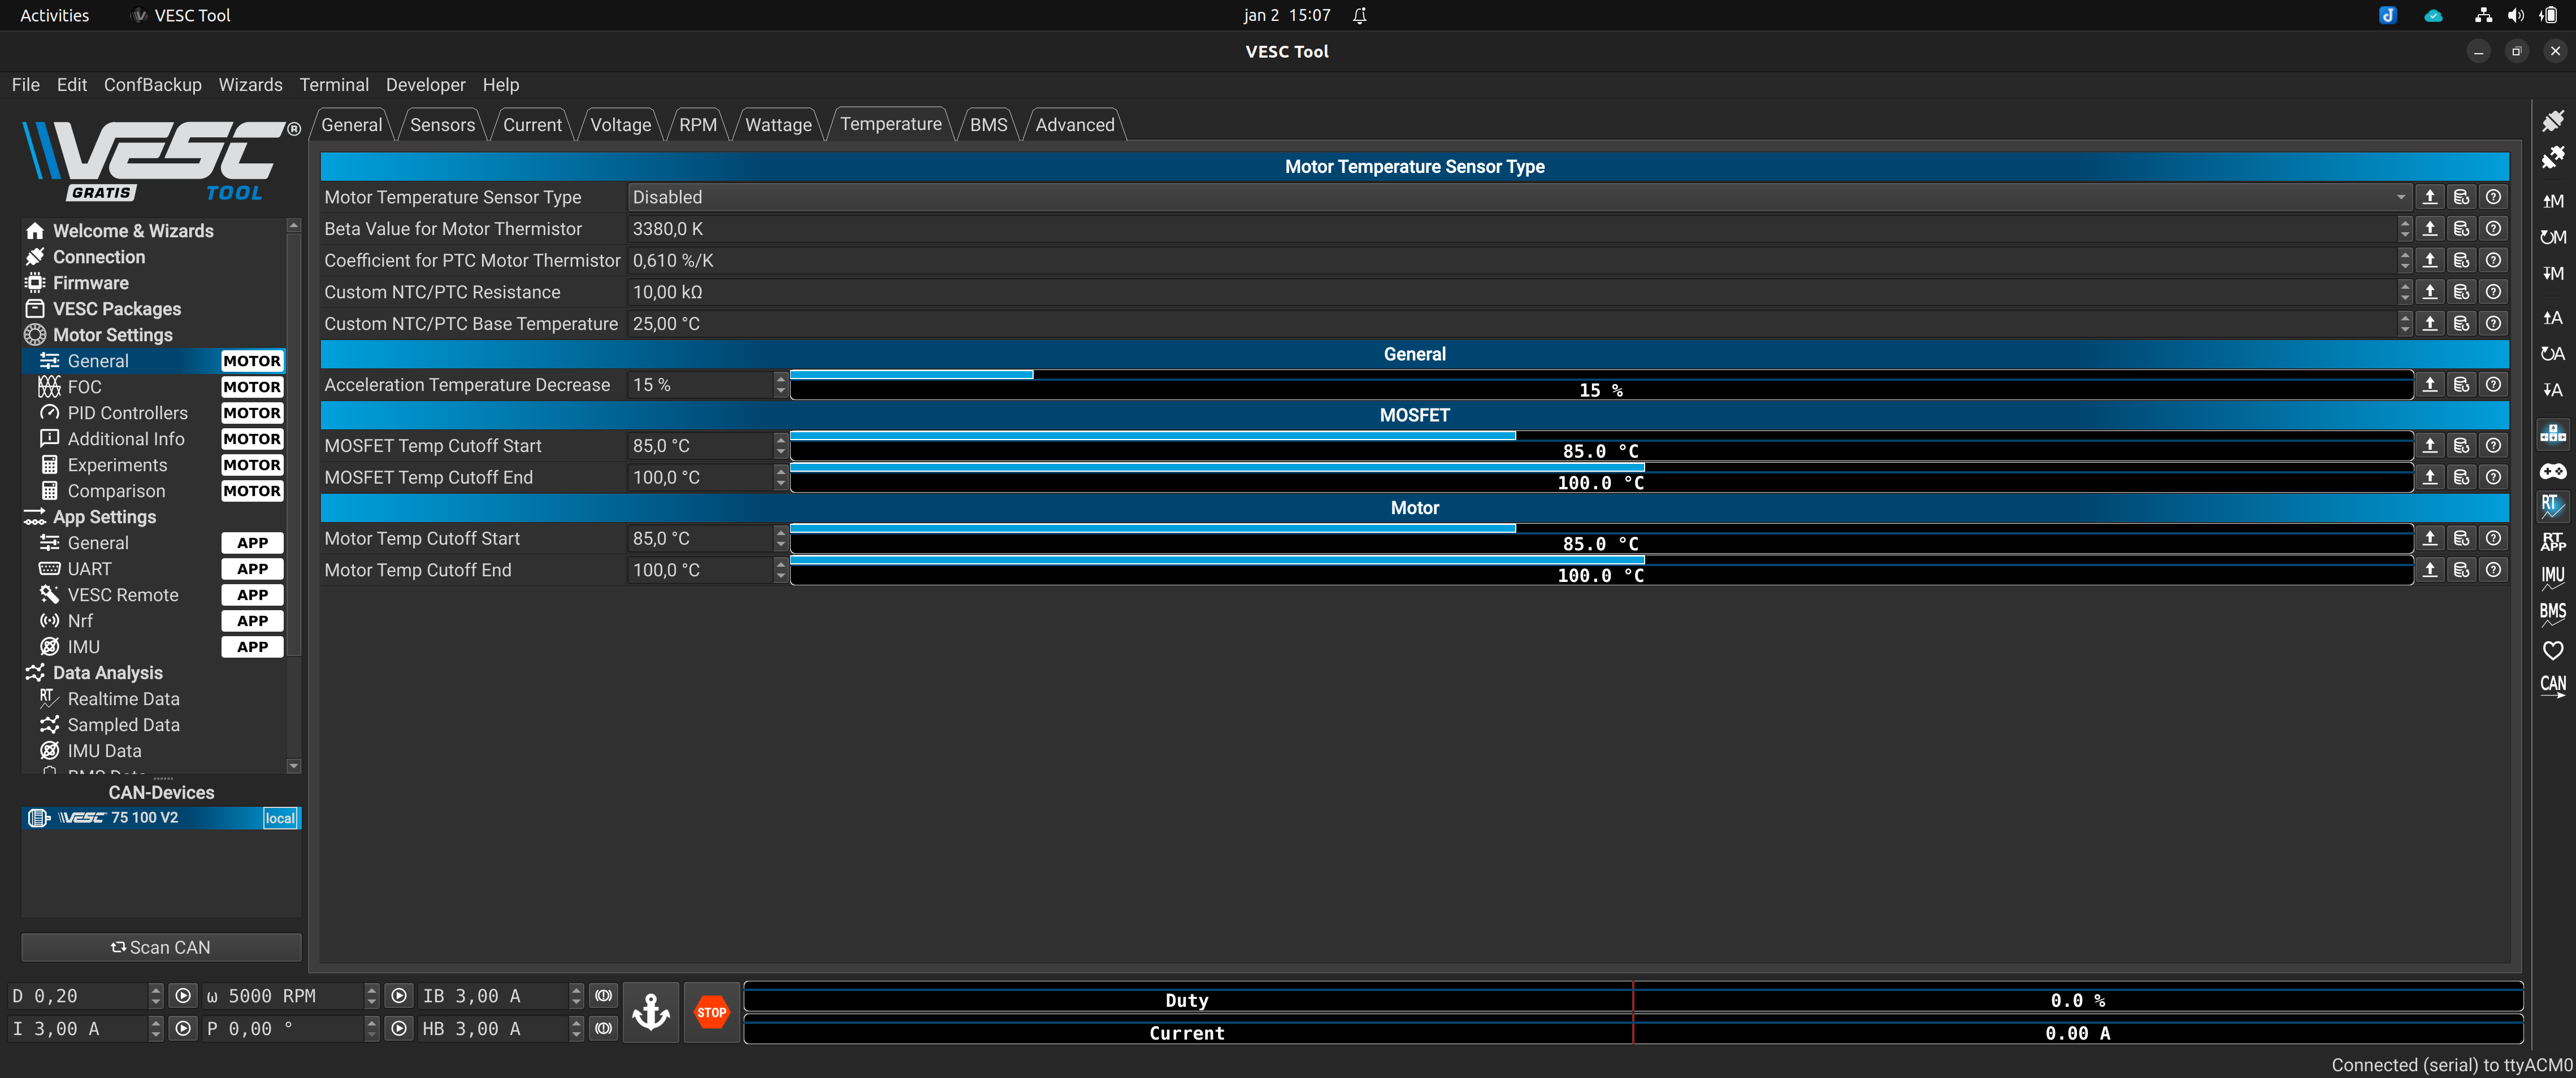 Activities VESC Tool jan 2 15:07
VESC Tool
File Edit ConfBackup Wizards Terminal Developer Help
VESC ®
GRATIS TOOL
General Sensors Current Voltage RPM Wattage Temperature BMS Advanced
Welcome & Wizards
Connection
Firmware
VESC Packages
Motor Settings
General MOTOR
FOC MOTOR
PID Controllers MOTOR
Additional Info MOTOR
Experiments MOTOR
Comparison MOTOR
App Settings
General APP
UART APP
VESC Remote APP
Nrf APP
IMU APP
Data Analysis
RT Realtime Data
Sampled Data
IMU Data
CAN-Devices
VESC 75 100 V2 local
Scan CAN
Motor Temperature Sensor Type
Motor Temperature Sensor Type Disabled
Beta Value for Motor Thermistor 3380,0 K
Coefficient for PTC Motor Thermistor 0,610 %/K
Custom NTC/PTC Resistance 10,00 kΩ
Custom NTC/PTC Base Temperature 25,00 °C
General
Acceleration Temperature Decrease 15 % 15 %
MOSFET
MOSFET Temp Cutoff Start 85,0 °C 85.0 °C
MOSFET Temp Cutoff End 100,0 °C 100.0 °C
Motor
Motor Temp Cutoff Start 85,0 °C 85.0 °C
Motor Temp Cutoff End 100,0 °C 100.0 °C
M
M
M
A
A
A
RT
RT APP
IMU
BMS
CAN
D 0,20 ω 5000 RPM IB 3,00 A
I 3,00 A P 0,00 ° HB 3,00 A
STOP
Duty 0.0 %
Current 0.00 A
Connected (serial) to ttyACM0